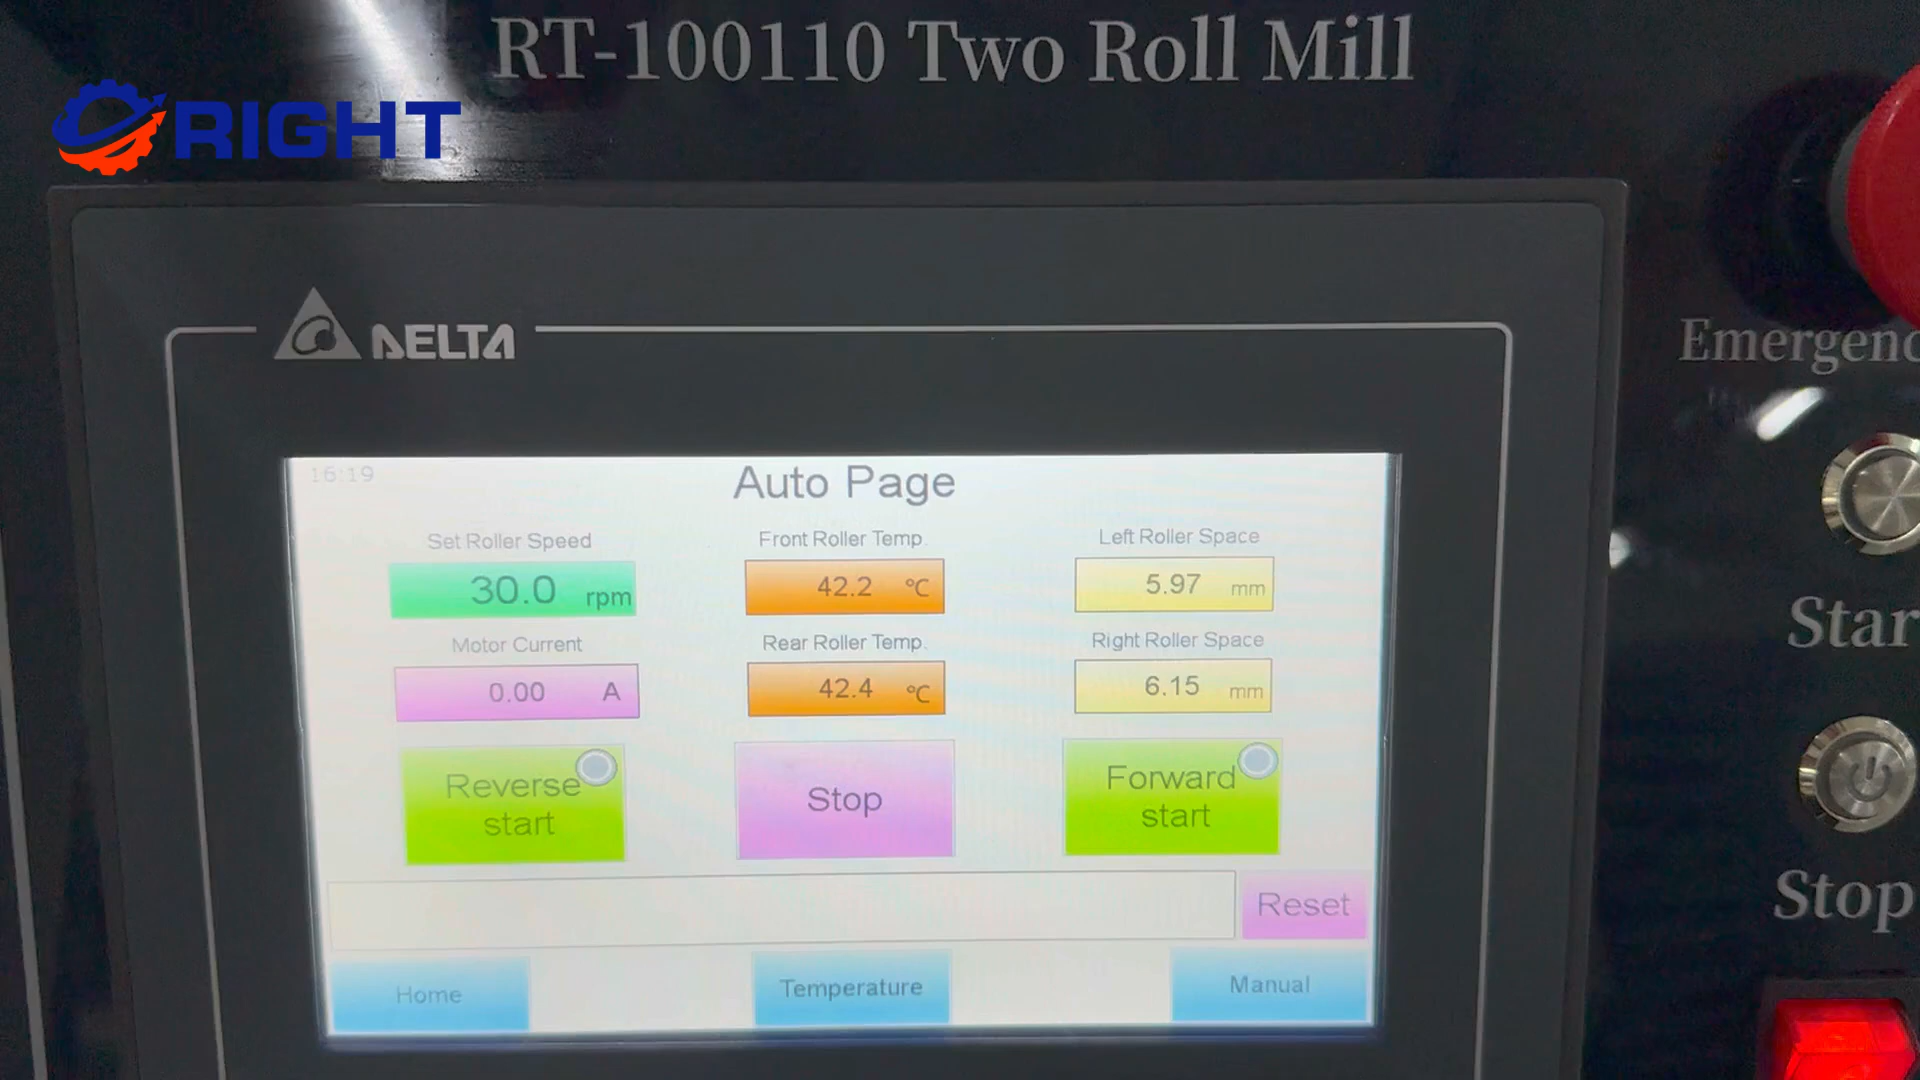 RT-100110 Two Roll Mill
RIGHT
DELTA
16:19
Auto Page
Set Roller Speed
30.0 rpm
Front Roller Temp.
42.2 ℃
Left Roller Space
5.97 mm
Motor Current
0.00 A
Rear Roller Temp.
42.4 ℃
Right Roller Space
6.15 mm
Reverse
start
Stop
Forward
start
Reset
Home
Temperature
Manual
Emergenc
Star
Stop